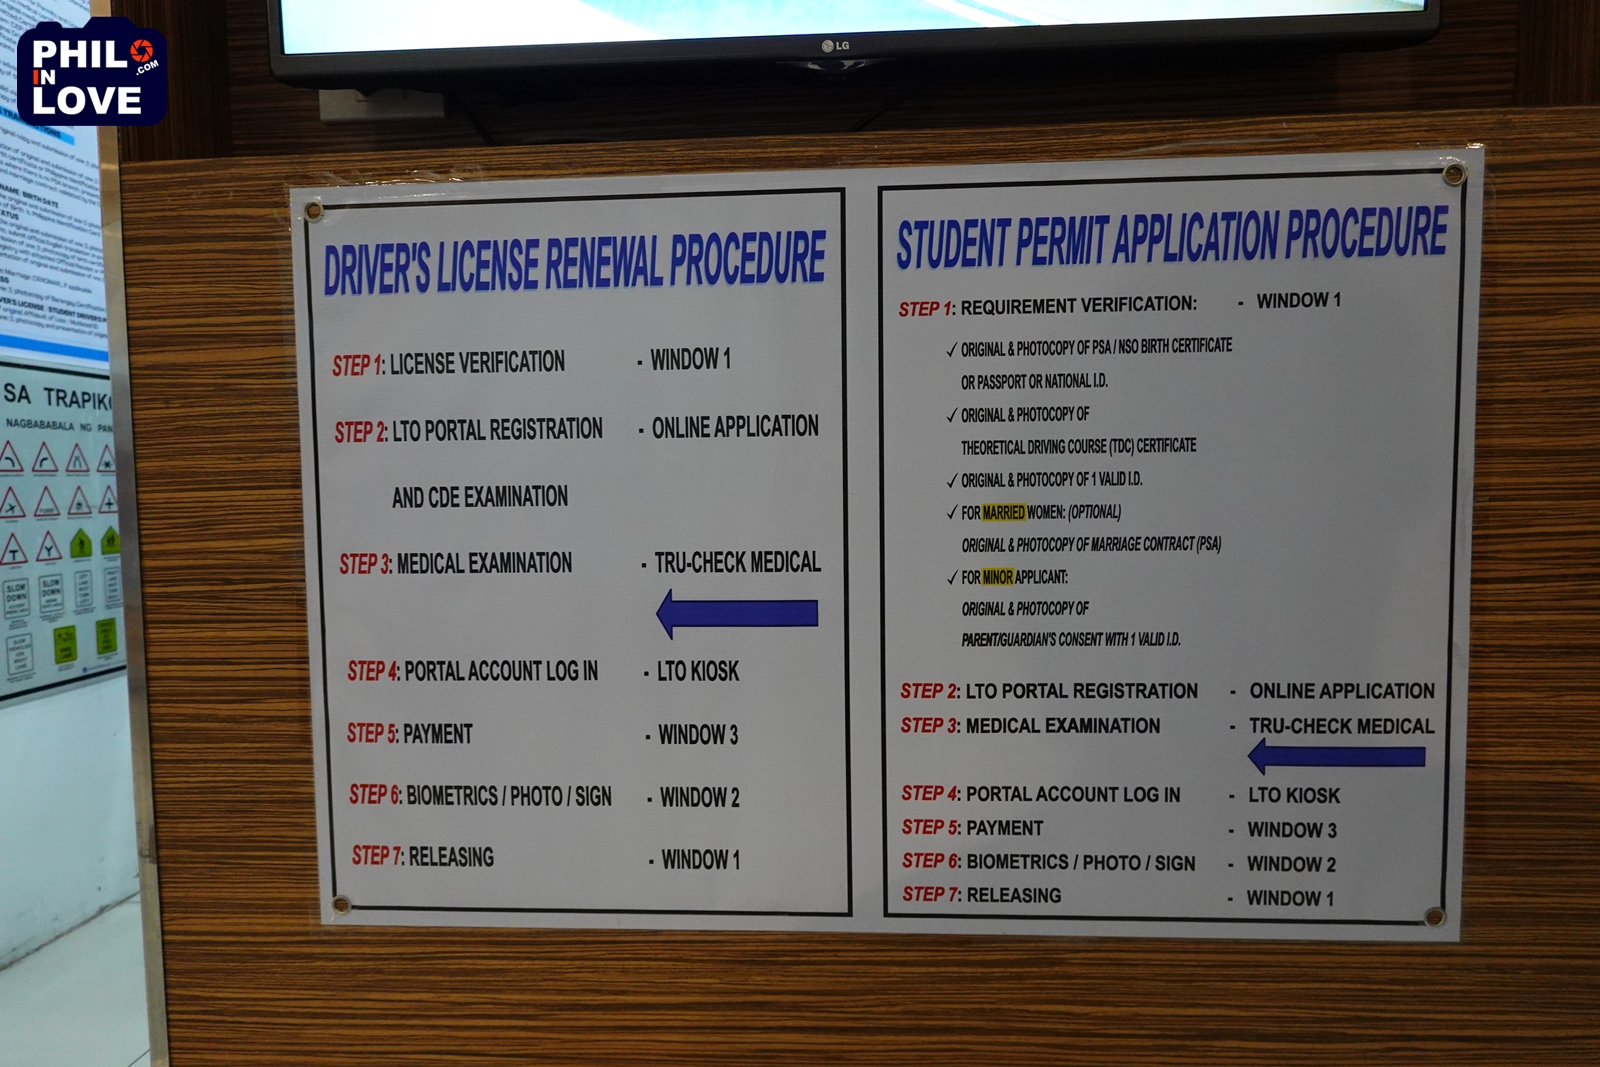 PHIL
IN
LOVE
.COM
LG
DRIVER'S LICENSE RENEWAL PROCEDURE
STEP 1: LICENSE VERIFICATION - WINDOW 1
STEP 2: LTO PORTAL REGISTRATION - ONLINE APPLICATION
AND CDE EXAMINATION
STEP 3: MEDICAL EXAMINATION - TRU-CHECK MEDICAL
STEP 4: PORTAL ACCOUNT LOG IN - LTO KIOSK
STEP 5: PAYMENT - WINDOW 3
STEP 6: BIOMETRICS / PHOTO / SIGN - WINDOW 2
STEP 7: RELEASING - WINDOW 1
STUDENT PERMIT APPLICATION PROCEDURE
STEP 1: REQUIREMENT VERIFICATION: - WINDOW 1
✓ ORIGINAL & PHOTOCOPY OF PSA / NSO BIRTH CERTIFICATE
OR PASSPORT OR NATIONAL I.D.
✓ ORIGINAL & PHOTOCOPY OF
THEORETICAL DRIVING COURSE (TDC) CERTIFICATE
✓ ORIGINAL & PHOTOCOPY OF 1 VALID I.D.
✓ FOR MARRIED WOMEN: (OPTIONAL)
ORIGINAL & PHOTOCOPY OF MARRIAGE CONTRACT (PSA)
✓ FOR MINOR APPLICANT:
ORIGINAL & PHOTOCOPY OF
PARENT/GUARDIAN'S CONSENT WITH 1 VALID I.D.
STEP 2: LTO PORTAL REGISTRATION - ONLINE APPLICATION
STEP 3: MEDICAL EXAMINATION - TRU-CHECK MEDICAL
STEP 4: PORTAL ACCOUNT LOG IN - LTO KIOSK
STEP 5: PAYMENT - WINDOW 3
STEP 6: BIOMETRICS / PHOTO / SIGN - WINDOW 2
STEP 7: RELEASING - WINDOW 1
SA TRAPIK
NAGBABABALA NG PAN
SLOW
DOWN
SLOW
DOWN